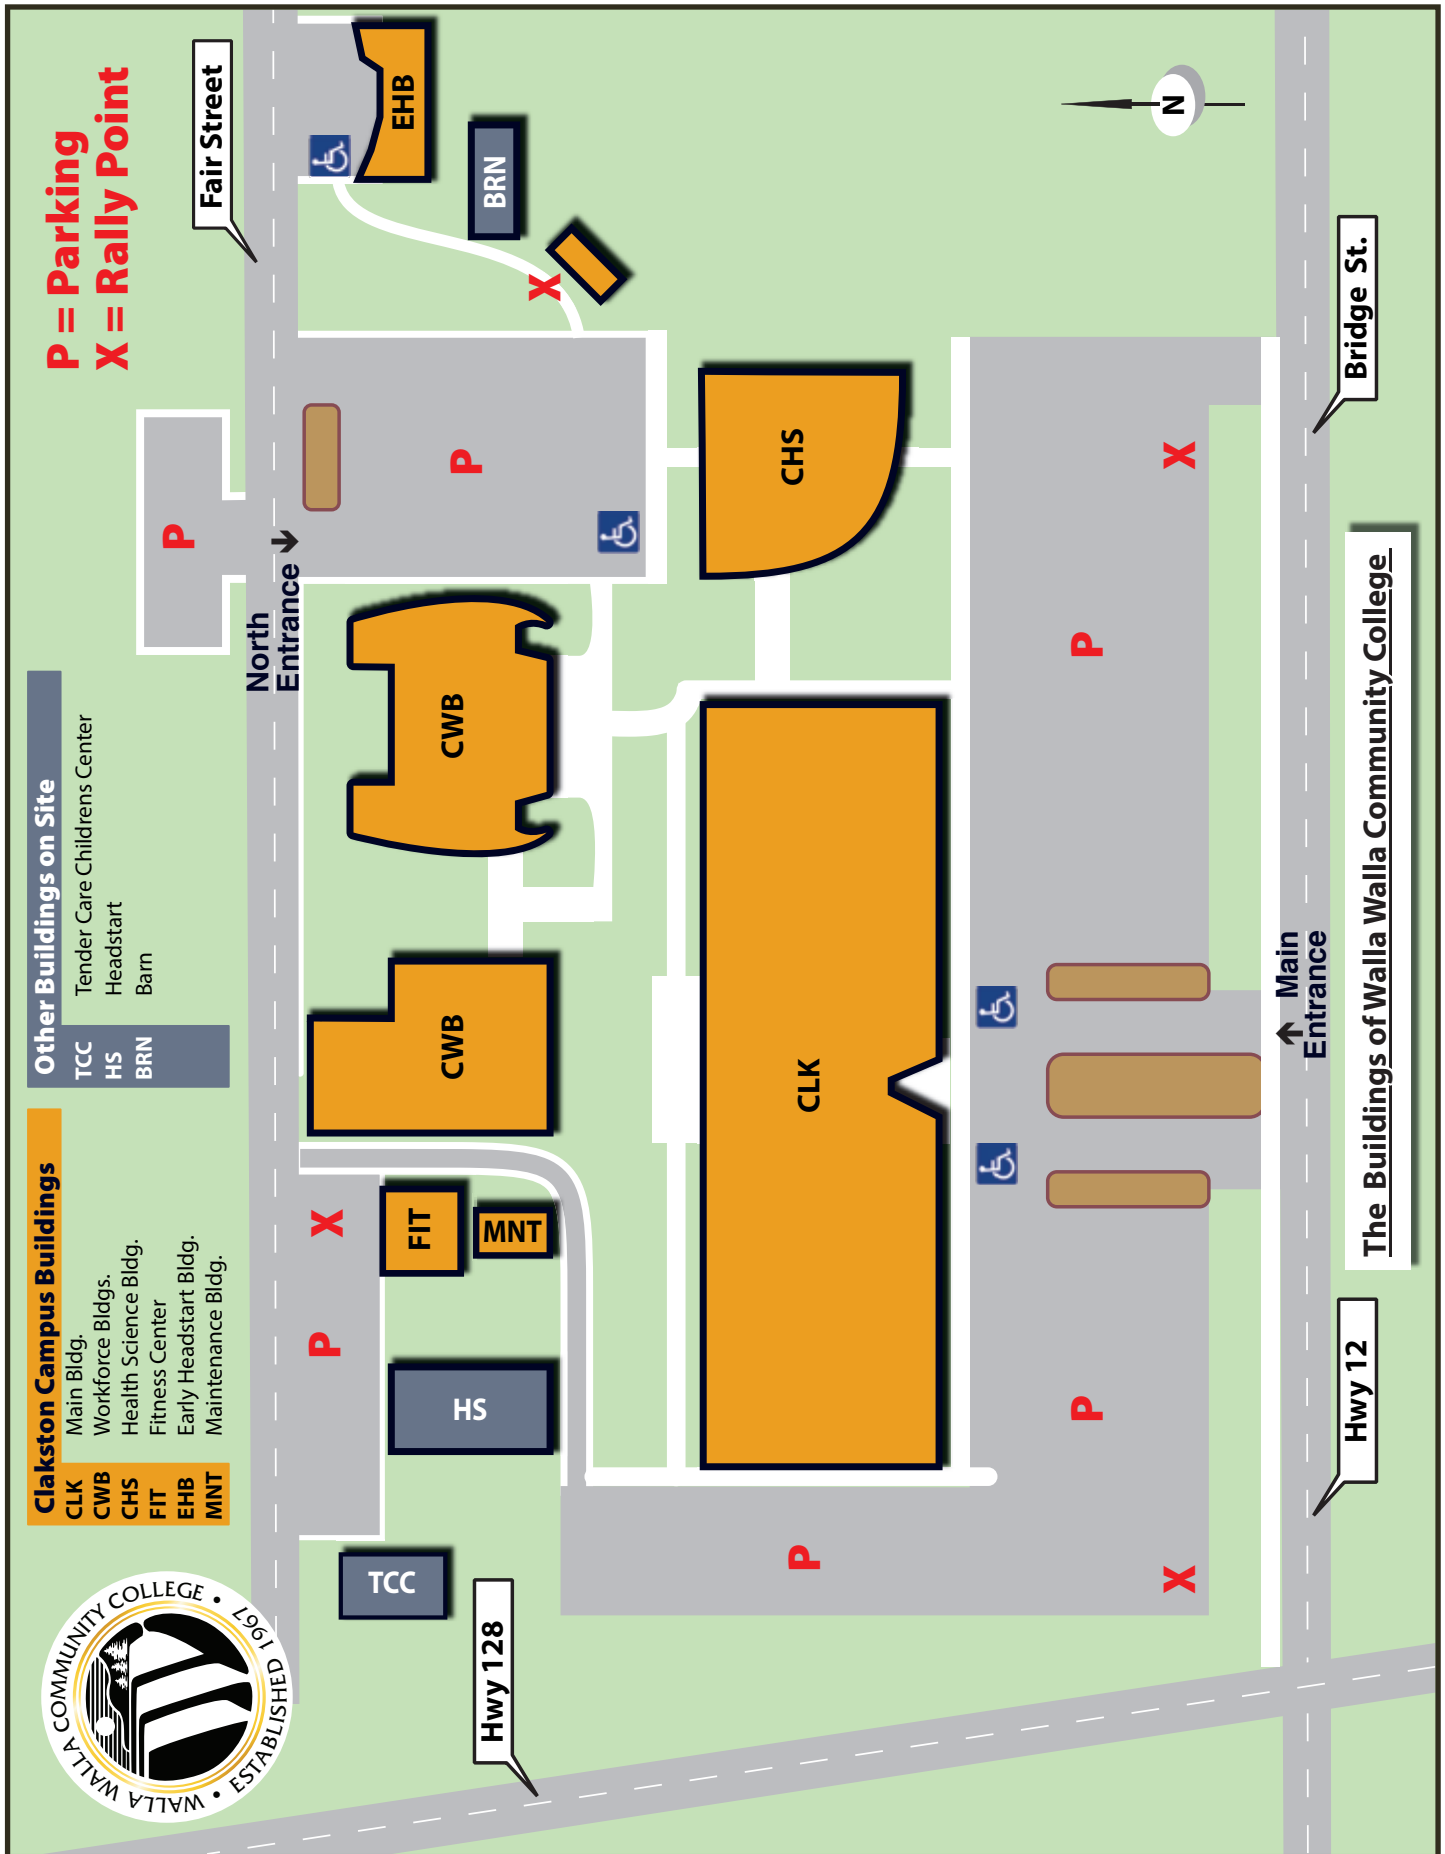 WALLA WALLA COMMUNITY COLLEGE • ESTABLISHED 1967 •
Clakston Campus Buildings
CLK Main Bldg.
CWB Workforce Bldgs.
CHS Health Science Bldg.
FIT Fitness Center
EHB Early Headstart Bldg.
MNT Maintenance Bldg.
Other Buildings on Site
TCC Tender Care Childrens Center
HS Headstart
BRN Barn
P = Parking
X = Rally Point
Fair Street
P
North
Entrance
P
X
EHB
TCC
HS
FIT
MNT
CWB
CWB
P
BRN
X
Hwy 128
P
CLK
CHS
P
P
X
X
N
Main
Entrance
Hwy 12
Bridge St.
The Buildings of Walla Walla Community College